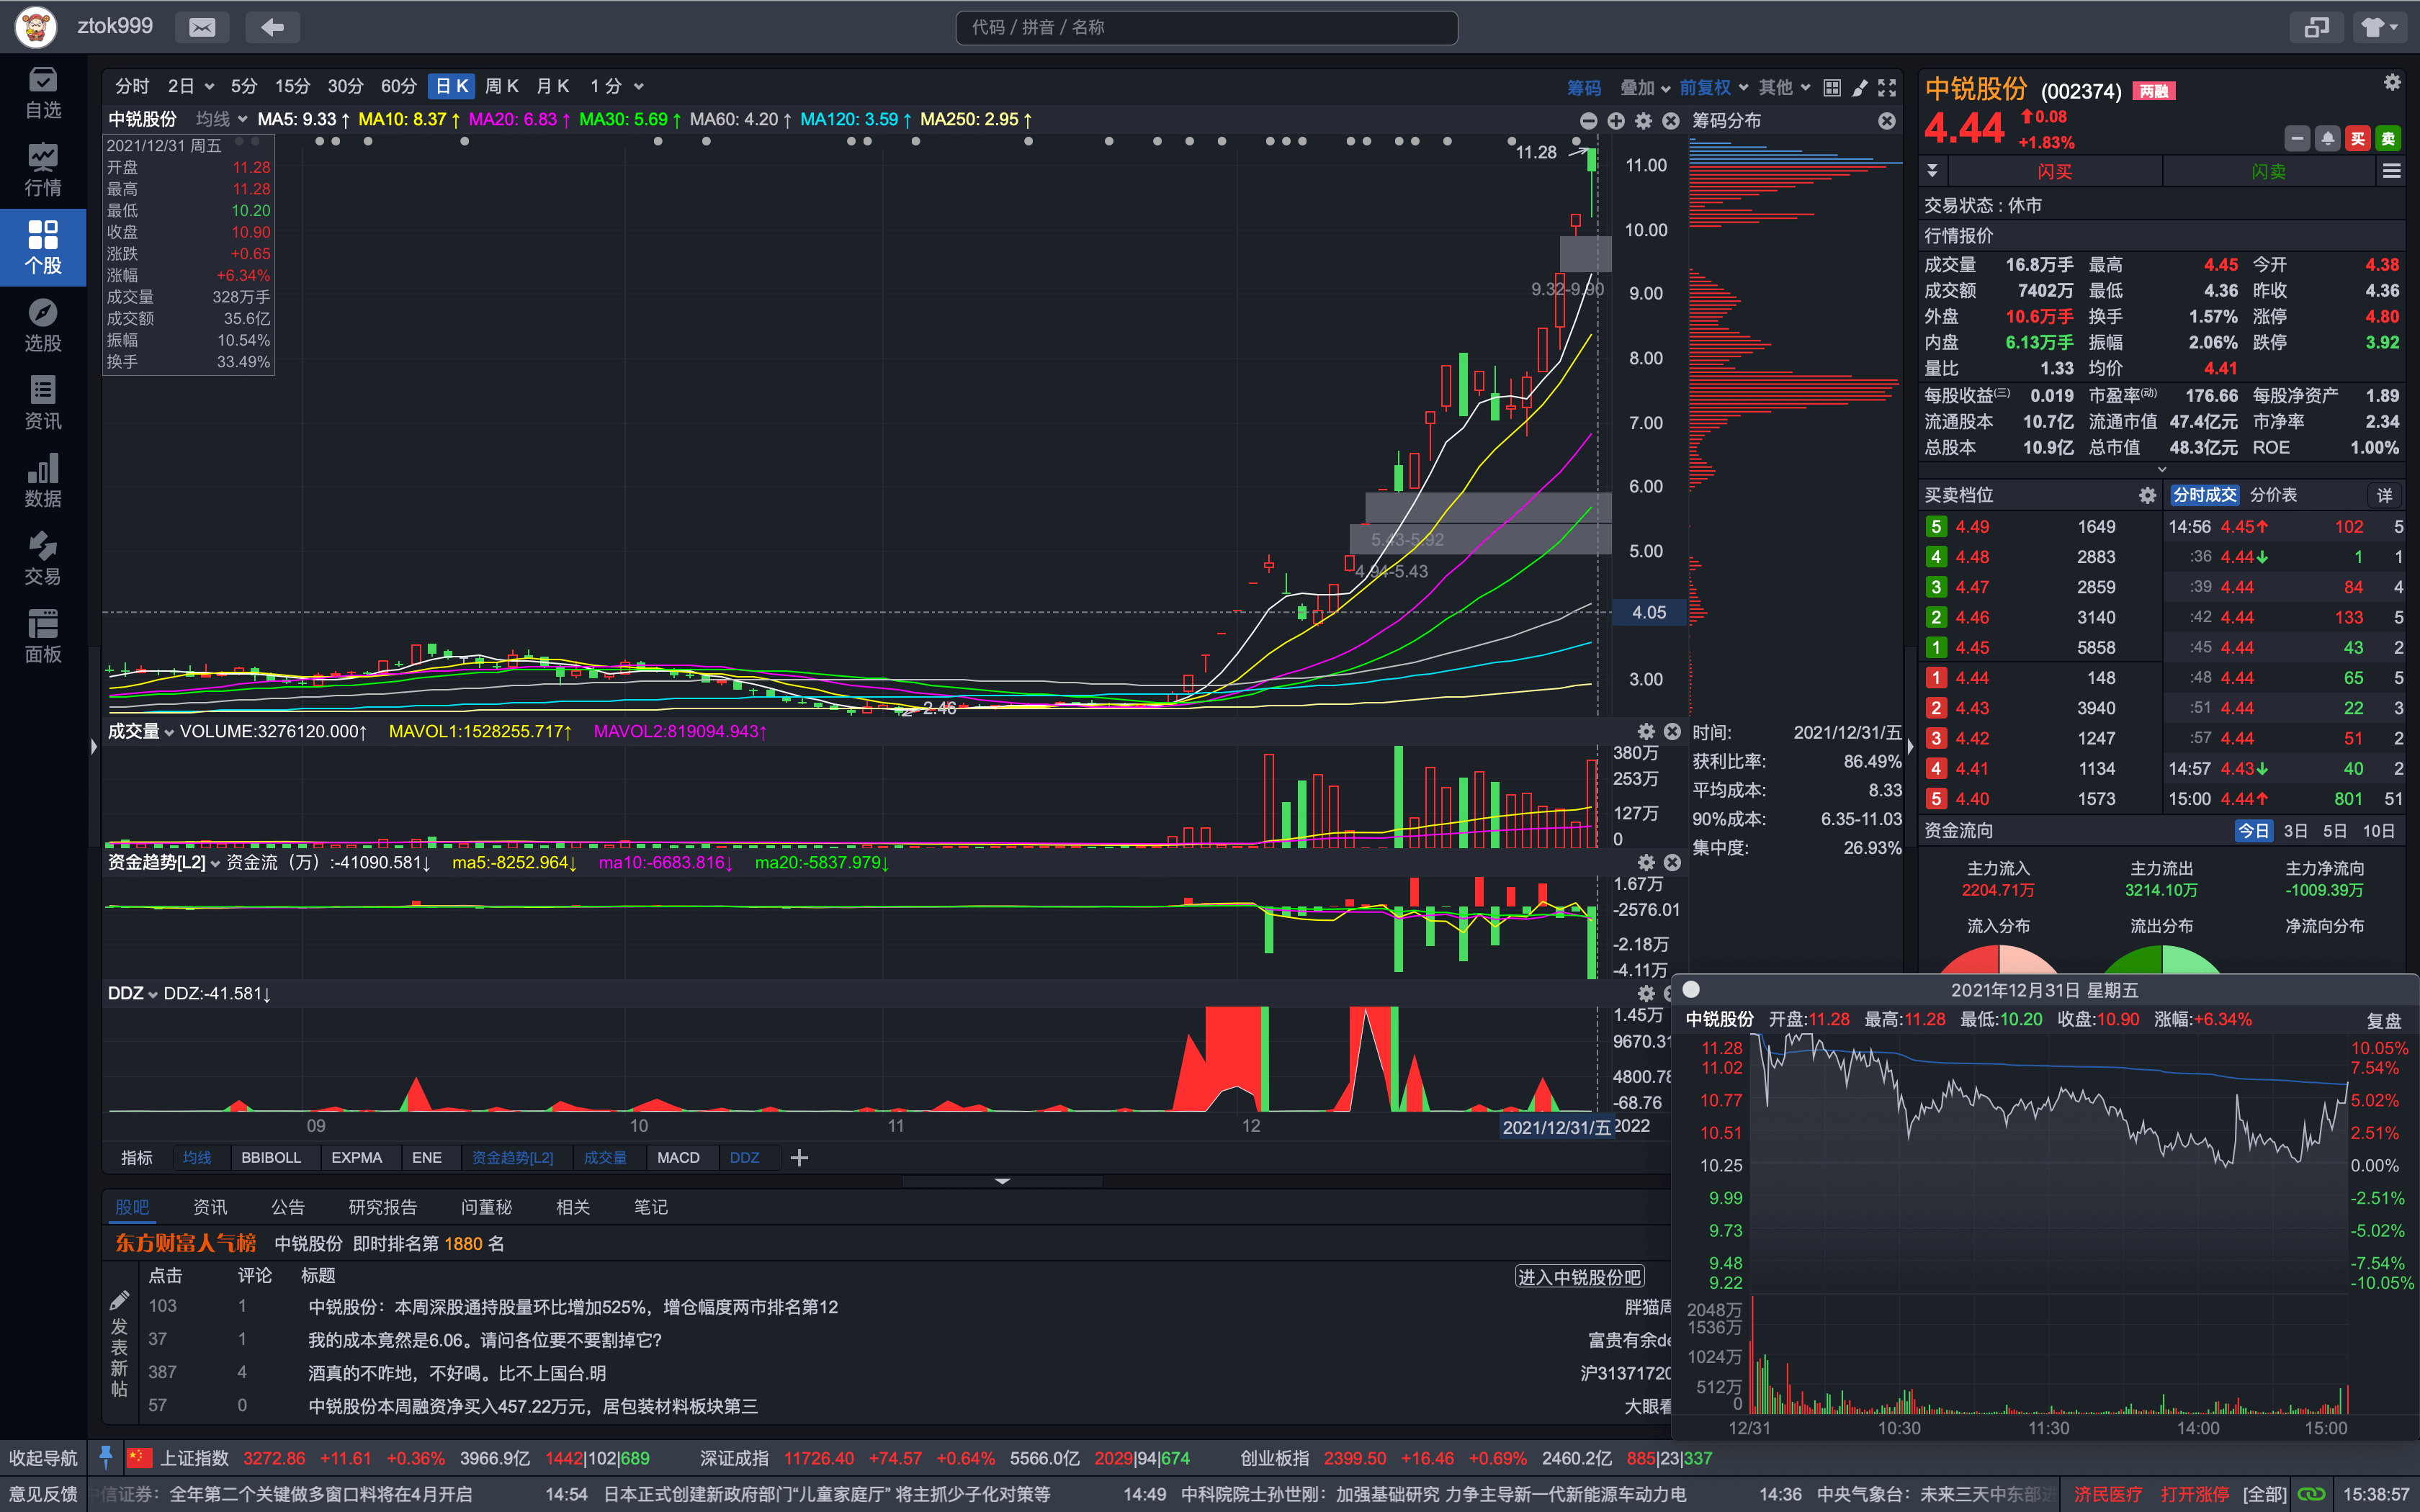 ztok999
代码 / 拼音 / 名称
自选
行情
个股
选股
资讯
数据
交易
面板
分时 2日 5分 15分 30分 60分 日K 周K 月K 1分
筹码 叠加 前复权 其他
中锐股份 均线 MA5: 9.33↑ MA10: 8.37↑ MA20: 6.83↑ MA30: 5.69↑ MA60: 4.20↑ MA120: 3.59↑ MA250: 2.95↑
2021/12/31 周五
开盘 11.28
最高 11.28
最低 10.20
收盘 10.90
涨跌 +0.65
涨幅 +6.34%
成交量 328万手
成交额 35.6亿
振幅 10.54%
换手 33.49%
11.28
9.32-9.90
5.43-5.92
4.94-5.43
2.46
11.00
10.00
9.00
8.00
7.00
6.00
5.00
4.05
3.00
筹码分布
时间: 2021/12/31/五
获利比率: 86.49%
平均成本: 8.33
90%成本: 6.35-11.03
集中度: 26.93%
成交量 VOLUME:3276120.000↑ MAVOL1:1528255.717↑ MAVOL2:819094.943↑
380万
253万
127万
0
资金趋势[L2] 资金流（万）:-41090.581↓ ma5:-8252.964↓ ma10:-6683.816↓ ma20:-5837.979↓
1.67万
-2576.01
-2.18万
-4.11万
DDZ DDZ:-41.581↓
1.45万
9670.31
4800.78
-68.76
09 10 11 12 2021/12/31/五 2022
指标 均线 BBIBOLL EXPMA ENE 资金趋势[L2] 成交量 MACD DDZ
股吧 资讯 公告 研究报告 问董秘 相关 笔记
东方财富人气榜 中锐股份 即时排名第 1880 名
点击 评论 标题 进入中锐股份吧
发表新帖
103 1 中锐股份：本周深股通持股量环比增加525%，增仓幅度两市排名第12 胖猫周
37 1 我的成本竟然是6.06。请问各位要不要割掉它? 富贵有余de
387 4 酒真的不咋地，不好喝。比不上国台.明 沪31371720
57 0 中锐股份本周融资净买入457.22万元，居包装材料板块第三 大眼看
中锐股份 (002374) 两融
4.44 0.08
+1.83%
买 卖
闪买 闪卖
交易状态 : 休市
行情报价
成交量 16.8万手 最高 4.45 今开 4.38
成交额 7402万 最低 4.36 昨收 4.36
外盘 10.6万手 换手 1.57% 涨停 4.80
内盘 6.13万手 振幅 2.06% 跌停 3.92
量比 1.33 均价 4.41
每股收益(三) 0.019 市盈率(动) 176.66 每股净资产 1.89
流通股本 10.7亿 流通市值 47.4亿元 市净率 2.34
总股本 10.9亿 总市值 48.3亿元 ROE 1.00%
买卖档位 分时成交 分价表 详
5 4.49 1649 14:56 4.45↑ 102 5
4 4.48 2883 :36 4.44↓ 1 1
3 4.47 2859 :39 4.44 84 4
2 4.46 3140 :42 4.44 133 5
1 4.45 5858 :45 4.44 43 2
1 4.44 148 :48 4.44 65 5
2 4.43 3940 :51 4.44 22 3
3 4.42 1247 :57 4.44 51 2
4 4.41 1134 14:57 4.43↓ 40 2
5 4.40 1573 15:00 4.44↑ 801 51
资金流向 今日 3日 5日 10日
主力流入 主力流出 主力净流向
2204.71万 3214.10万 -1009.39万
流入分布 流出分布 净流向分布
2021年12月31日 星期五
中锐股份 开盘:11.28 最高:11.28 最低:10.20 收盘:10.90 涨幅:+6.34% 复盘
11.28 10.05%
11.02 7.54%
10.77 5.02%
10.51 2.51%
10.25 0.00%
9.99 -2.51%
9.73 -5.02%
9.48 -7.54%
9.22 -10.05%
2048万
1536万
1024万
512万
0
12/31 10:30 11:30 14:00 15:00
收起导航 上证指数 3272.86 +11.61 +0.36% 3966.9亿 1442|102|689 深证成指 11726.40 +74.57 +0.64% 5566.0亿 2029|94|674 创业板指 2399.50 +16.46 +0.69% 2460.2亿 885|23|337
意见反馈 中信证券：全年第二个关键做多窗口料将在4月开启 14:54 日本正式创建新政府部门“儿童家庭厅” 将主抓少子化对策等 14:49 中科院院士孙世刚：加强基础研究 力争主导新一代新能源车动力电 14:36 中央气象台：未来三天中东部 济民医疗 打开涨停 [全部] 15:38:57